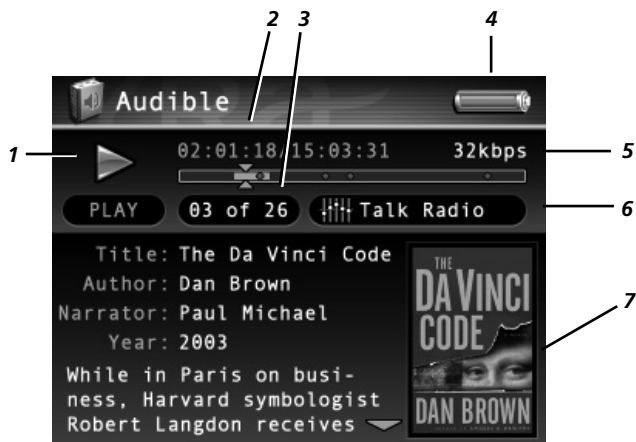 2
3
4
Audible
1
02:01:18/15:03:31
32kbps
5
PLAY
03 of 26
Talk Radio
6
Title: The Da Vinci Code
Author: Dan Brown
Narrator: Paul Michael
Year: 2003
While in Paris on busi-
ness, Harvard symbologist
Robert Langdon receives
THE
DA VINCI
CODE
DAN BROWN
7